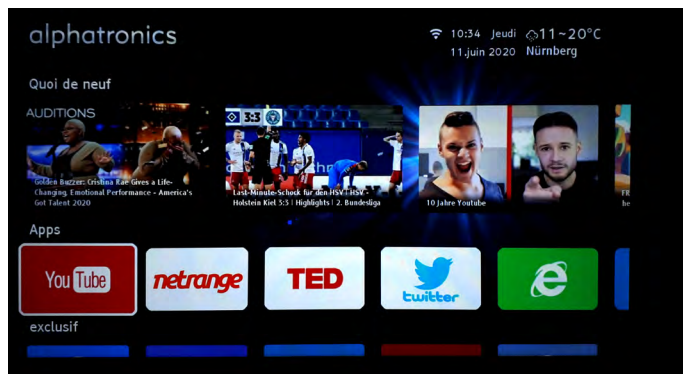 alphatronics
10:34 Jeudi 11~20°C
11.juin 2020 Nürnberg
Quoi de neuf
AUDITIONS
Golden Buzzer: Cristina Rae Gives a Life-
Changing, Emotional Performance - America's
Got Talent 2020
3:3
Last-Minute-Schock für den HSV | HSV -
Holstein Kiel 3:3 | Highlights | 2. Bundesliga
10 Jahre Youtube
Apps
YouTube
netrange
TED
twitter
exclusif